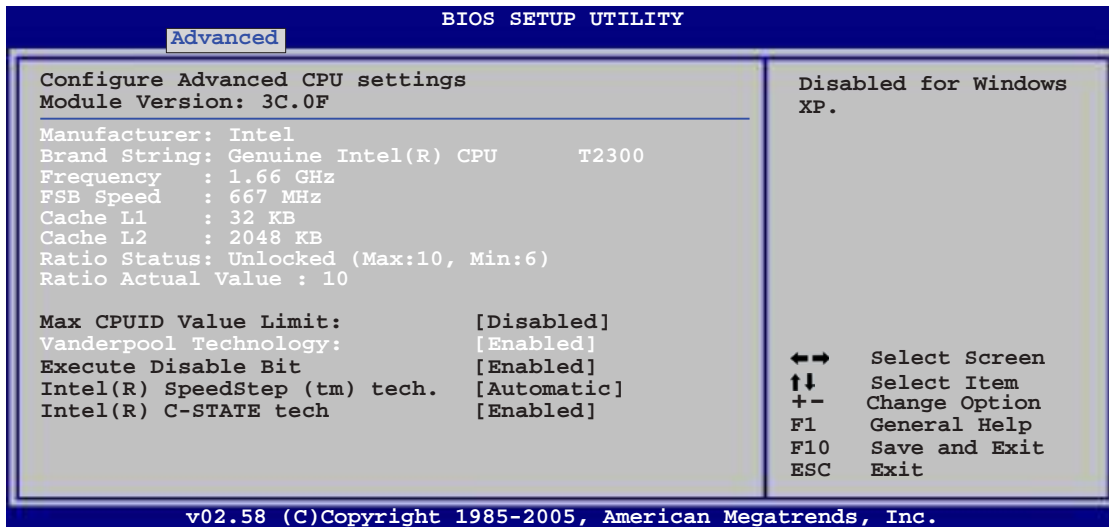 BIOS SETUP UTILITY
Advanced
Configure Advanced CPU settings
Module Version: 3C.0F
Manufacturer: Intel
Brand String: Genuine Intel(R) CPU T2300
Frequency : 1.66 GHz
FSB Speed : 667 MHz
Cache L1 : 32 KB
Cache L2 : 2048 KB
Ratio Status: Unlocked (Max:10, Min:6)
Ratio Actual Value : 10
Max CPUID Value Limit: [Disabled]
Vanderpool Technology: [Enabled]
Execute Disable Bit [Enabled]
Intel(R) SpeedStep (tm) tech. [Automatic]
Intel(R) C-STATE tech [Enabled]
Disabled for Windows
XP.
←→ Select Screen
↑↓ Select Item
+- Change Option
F1 General Help
F10 Save and Exit
ESC Exit
v02.58 (C)Copyright 1985-2005, American Megatrends, Inc.